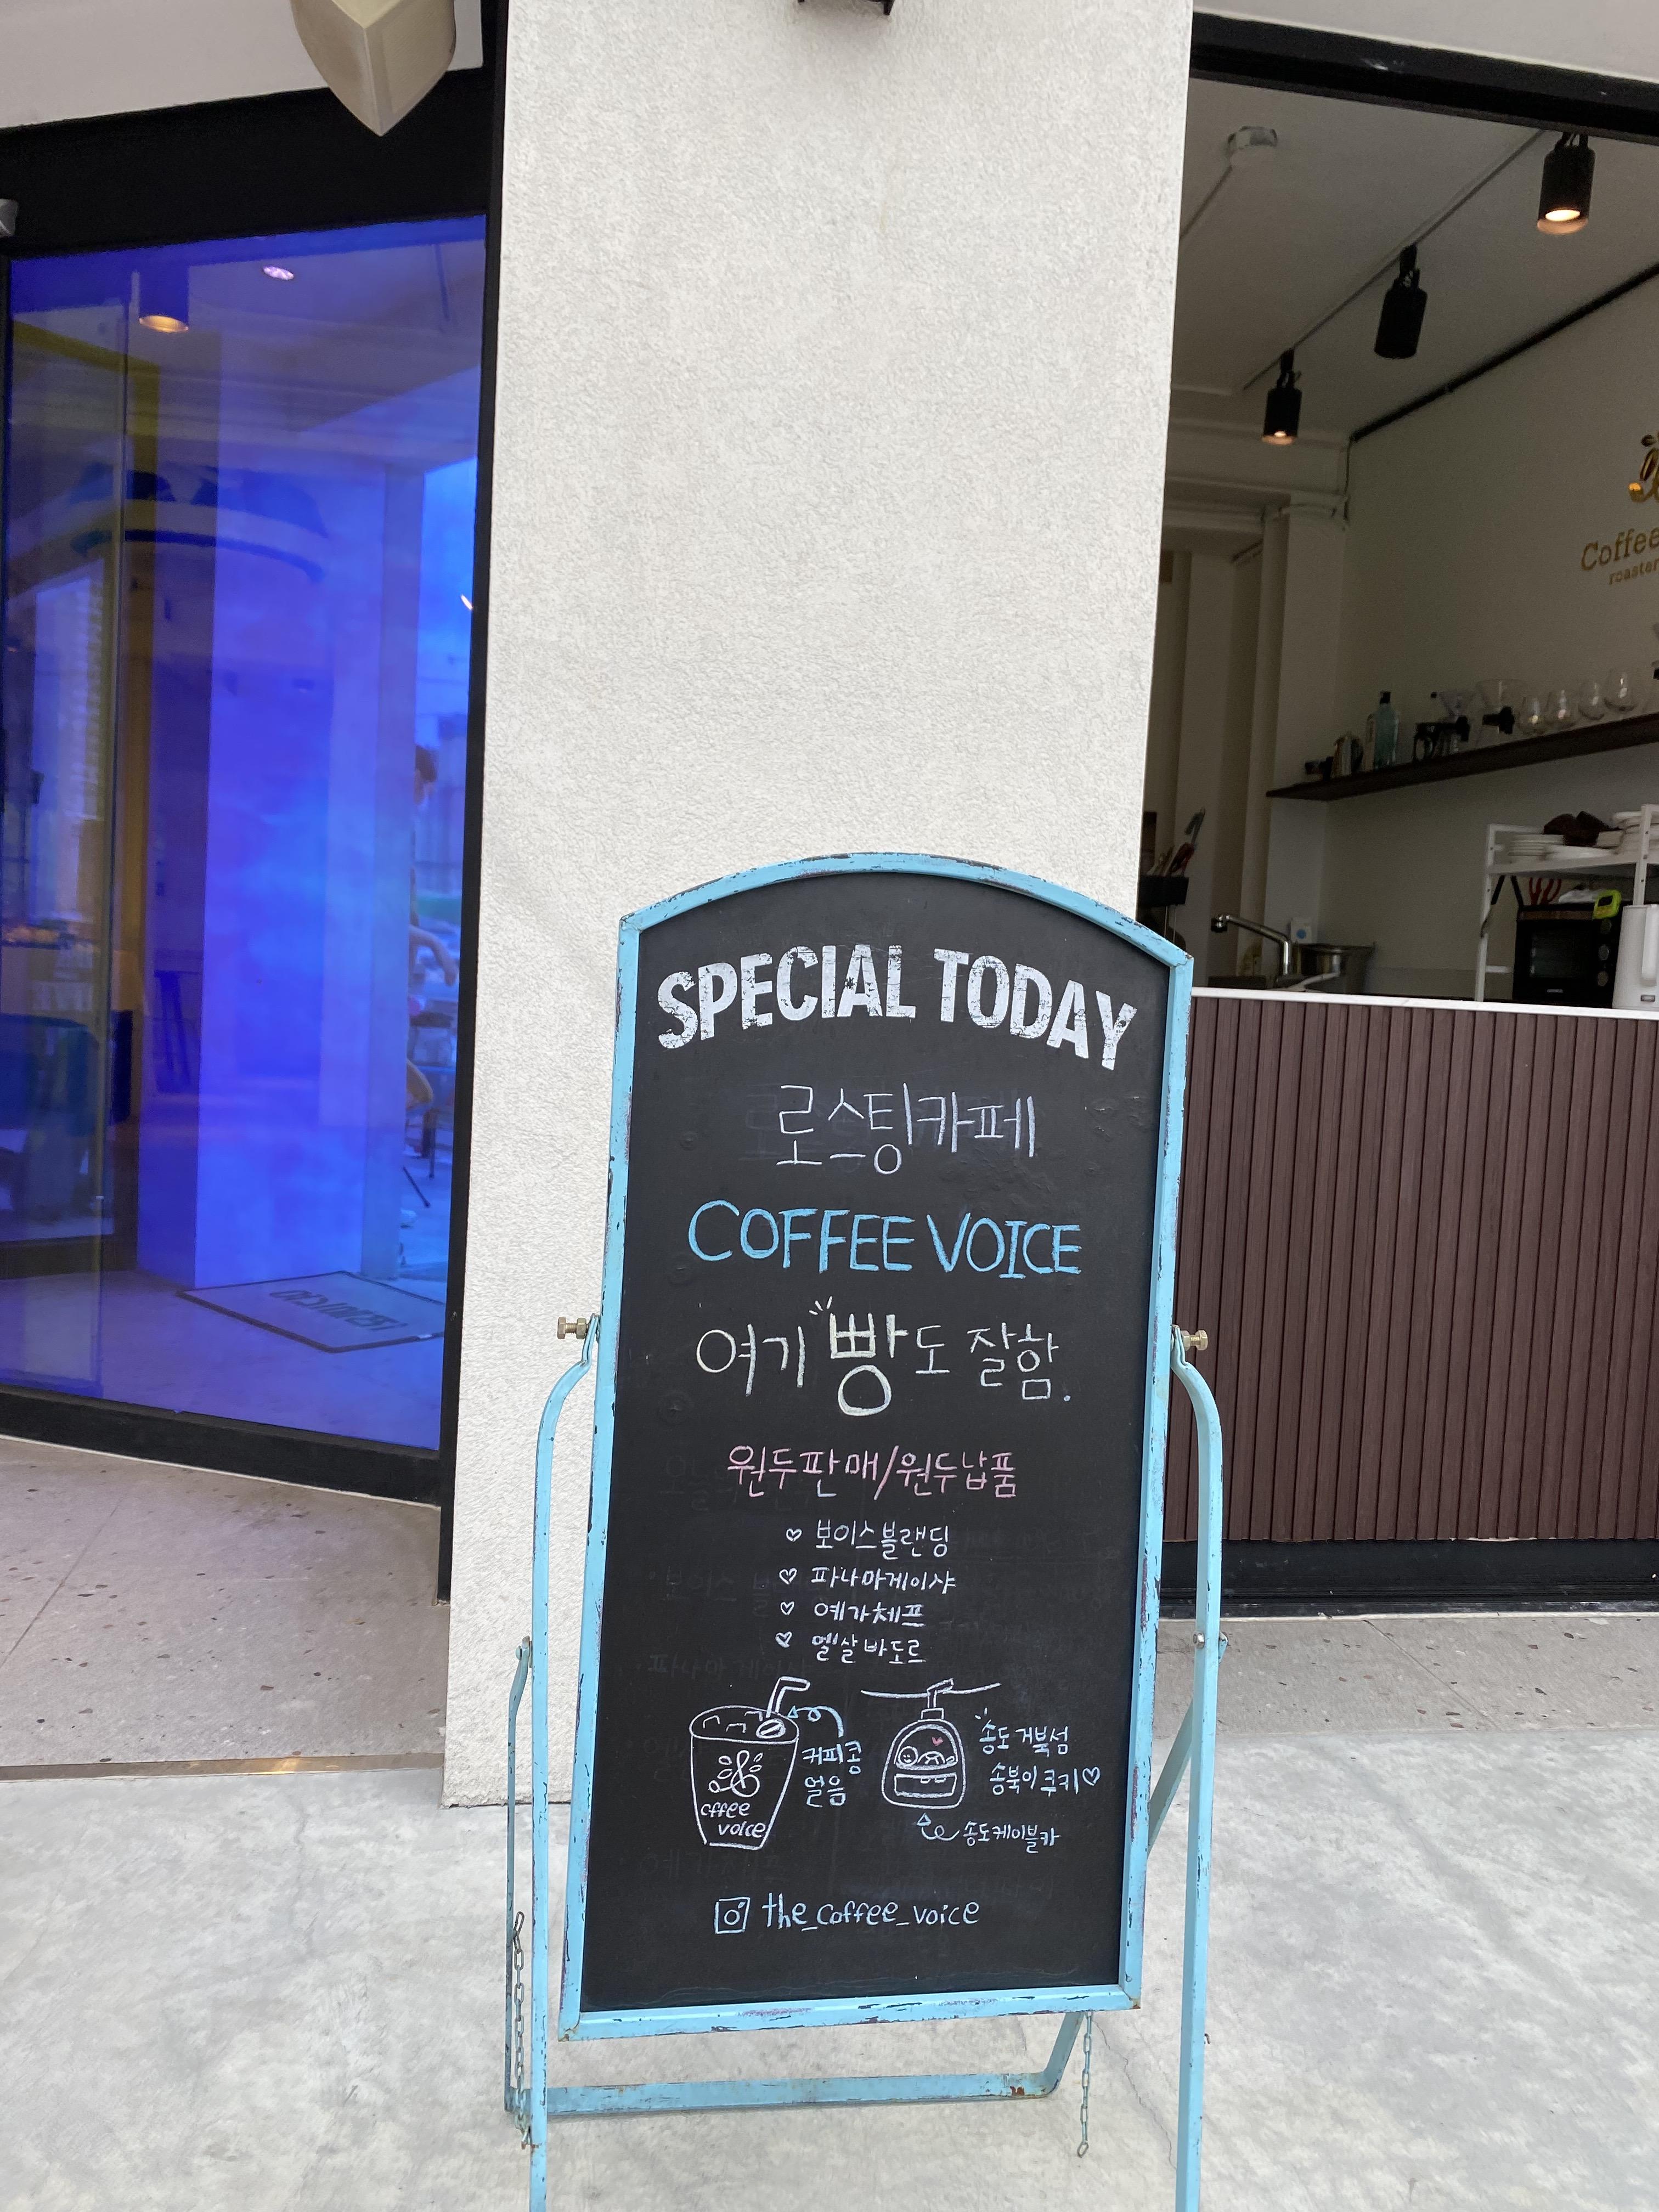 SPECIAL TODAY
로스팅카페
COFFEE VOICE
여기 빵도 잘함.
원두판매/원두납품
♡ 보이스블랜딩
♡ 파나마게이샤
♡ 예가체프
♡ 엘살바도르
커피콩
얼음
coffee
voice
송도 거북섬
송북이 쿠키♡
송도케이블카
the_coffee_voice
Coffee
roaster